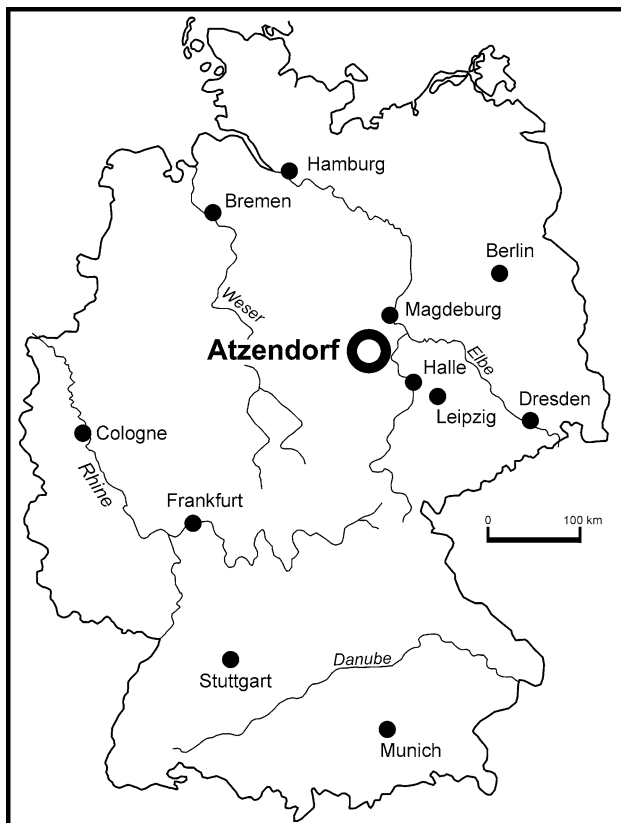 Hamburg
Bremen
Berlin
Weser
Magdeburg
Atzendorf
Elbe
Halle
Leipzig
Dresden
Cologne
Rhine
Frankfurt
0 100 km
Danube
Stuttgart
Munich